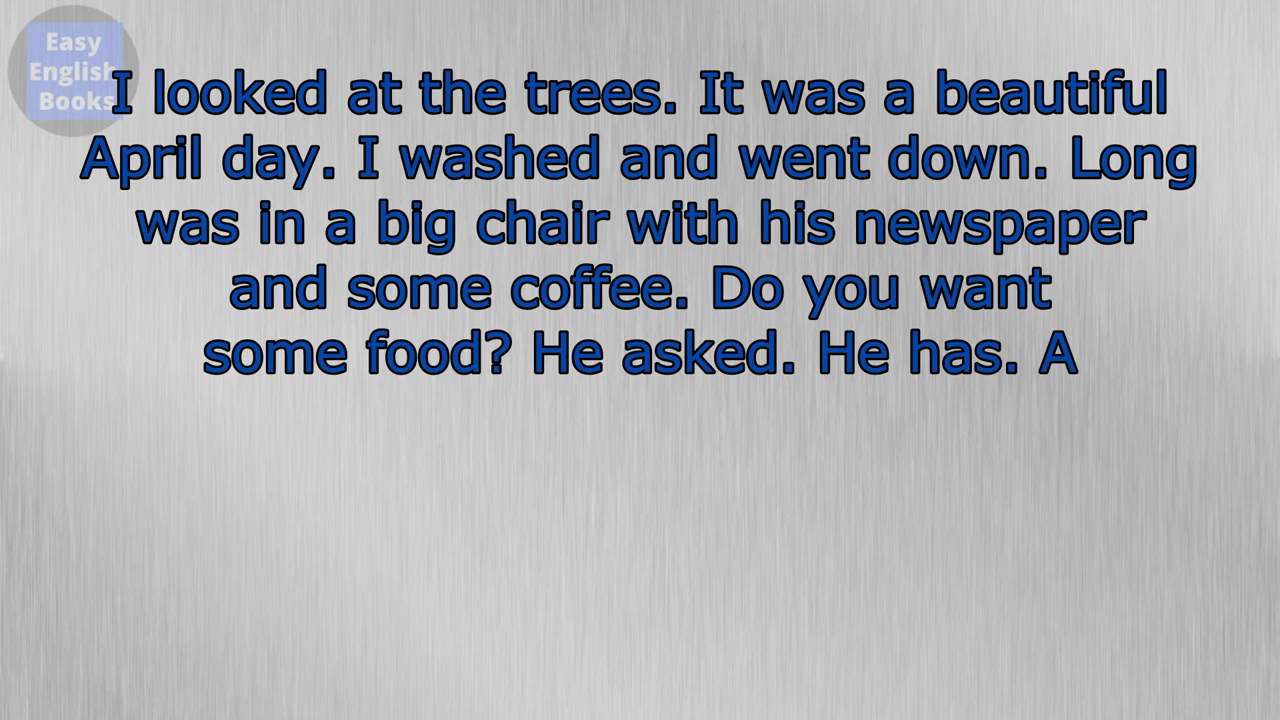 Easy
English
Books
I looked at the trees. It was a beautiful
April day. I washed and went down. Long
was in a big chair with his newspaper
and some coffee. Do you want
some food? He asked. He has. A